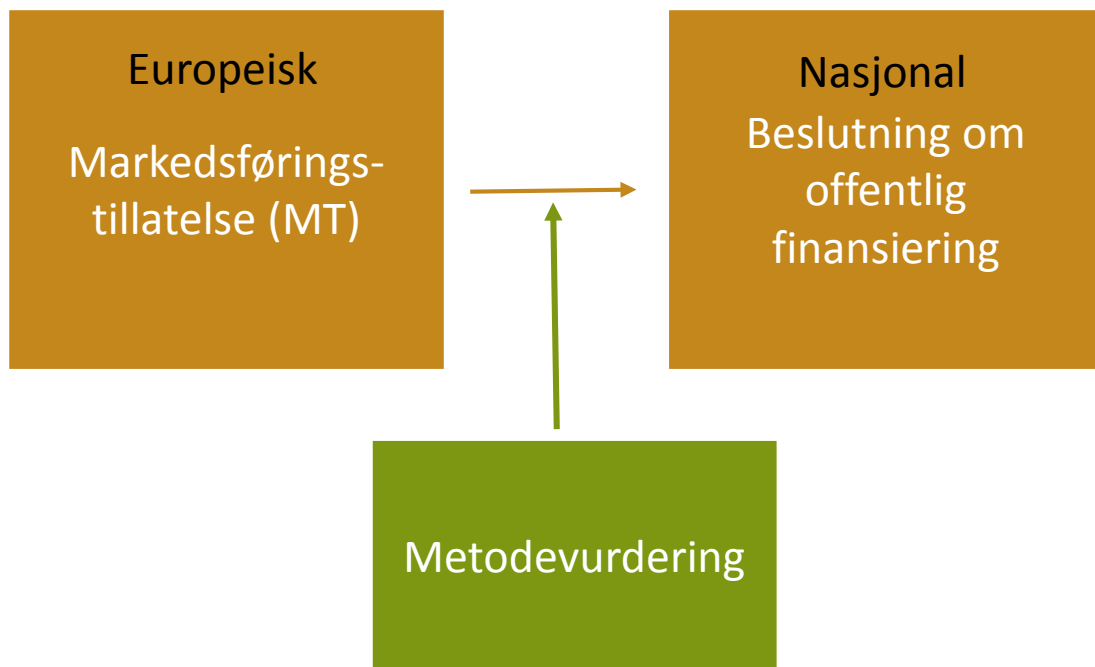 Europeisk
Markedsførings-
tillatelse (MT)
Nasjonal
Beslutning om
offentlig
finansiering
Metodevurdering